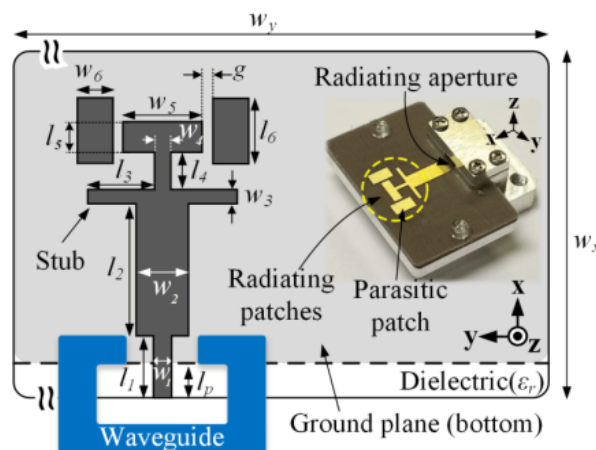 w_y
w_6
g
w_5
Radiating aperture
z
x
y
l_5
w_4
l_6
l_3
l_4
w_3
w_x
Stub
l_2
w_2
Radiating
patches
Parasitic
patch
x
y
z
l_1
w_1
l_p
Dielectric(ε_r)
Waveguide
Ground plane (bottom)